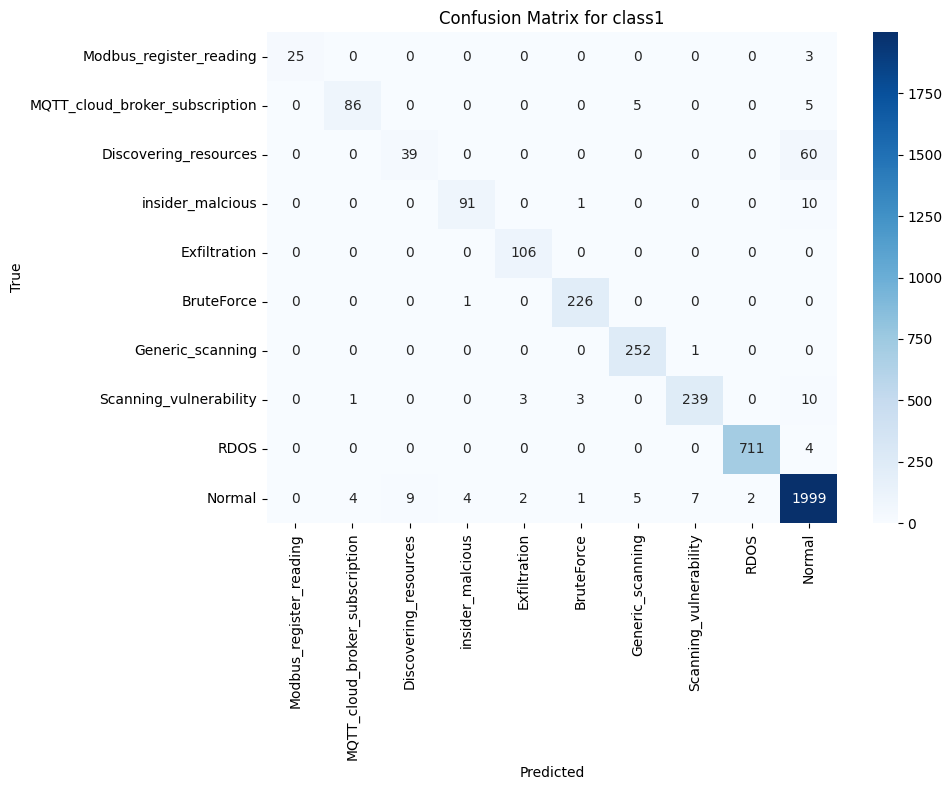 Confusion Matrix for class1
True
Modbus_register_reading 25 0 0 0 0 0 0 0 0 3
MQTT_cloud_broker_subscription 0 86 0 0 0 0 5 0 0 5
Discovering_resources 0 0 39 0 0 0 0 0 0 60
insider_malcious 0 0 0 91 0 1 0 0 0 10
Exfiltration 0 0 0 0 106 0 0 0 0 0
BruteForce 0 0 0 1 0 226 0 0 0 0
Generic_scanning 0 0 0 0 0 0 252 1 0 0
Scanning_vulnerability 0 1 0 0 3 3 0 239 0 10
RDOS 0 0 0 0 0 0 0 0 711 4
Normal 0 4 9 4 2 1 5 7 2 1999
Modbus_register_reading
MQTT_cloud_broker_subscription
Discovering_resources
insider_malcious
Exfiltration
BruteForce
Generic_scanning
Scanning_vulnerability
RDOS
Normal
Predicted
1750
1500
1250
1000
750
500
250
0